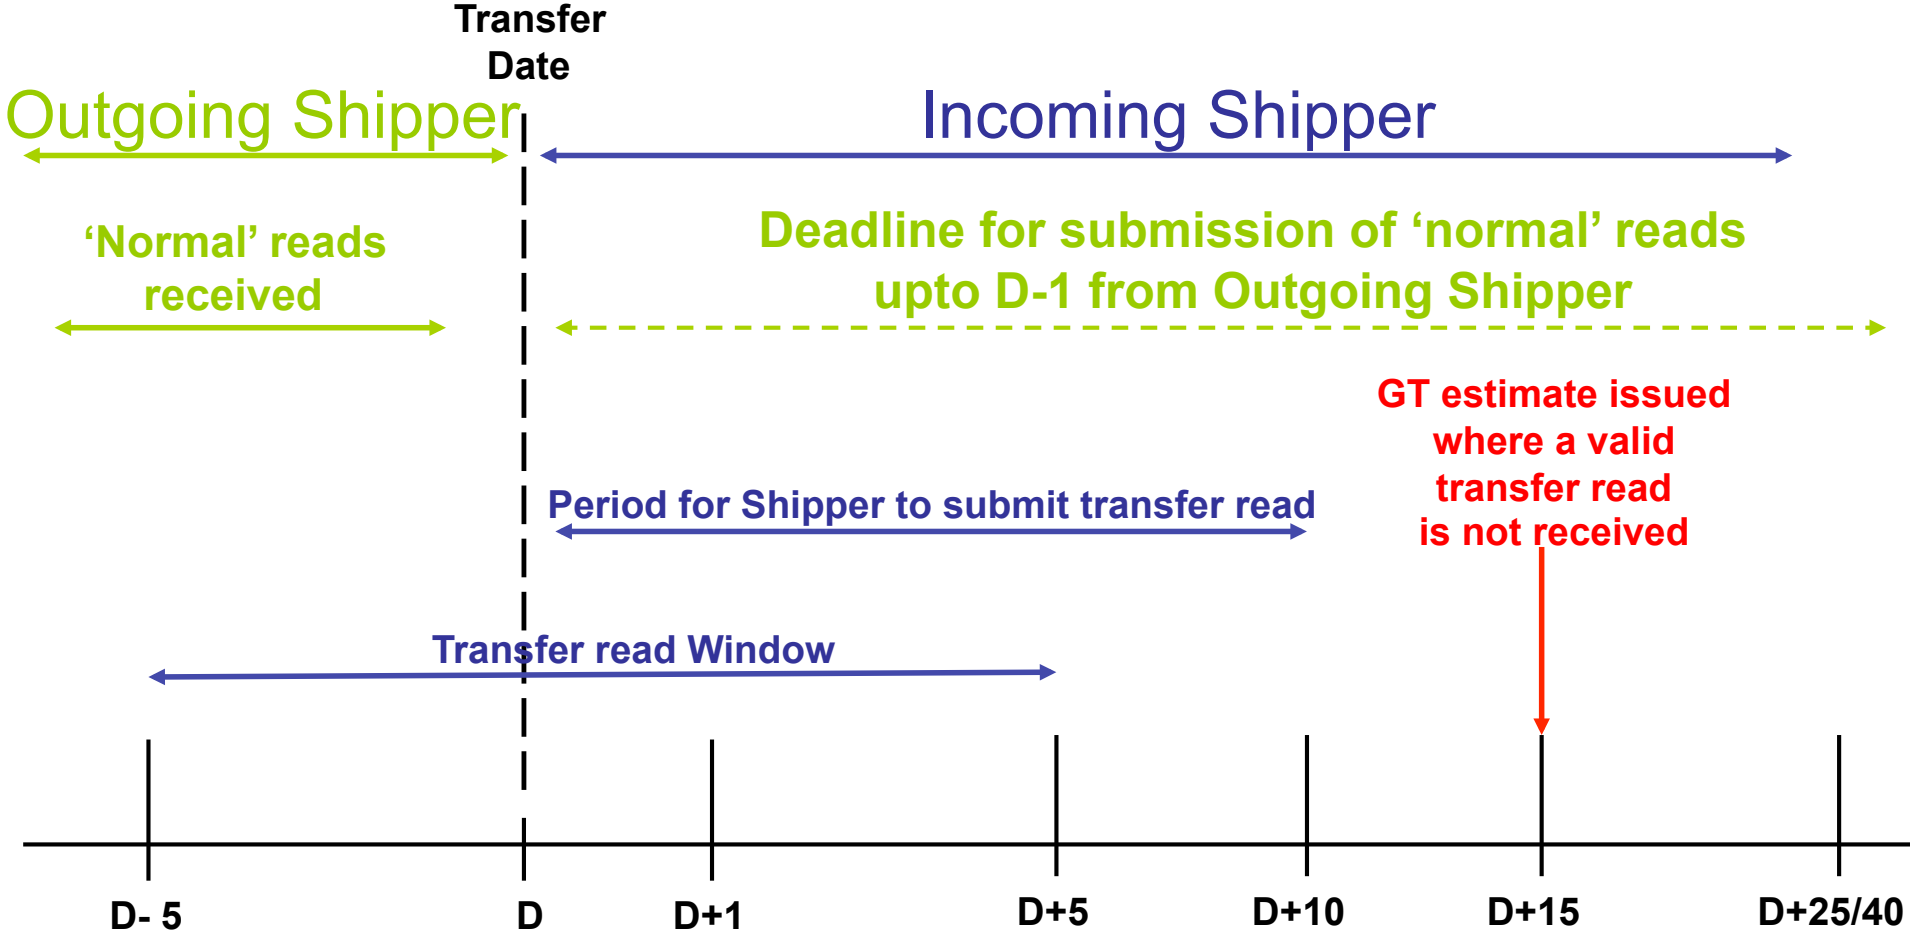 Transfer
Date
Outgoing Shipper
Incoming Shipper
‘Normal’ reads
received
Deadline for submission of ‘normal’ reads
upto D-1 from Outgoing Shipper
GT estimate issued
where a valid
transfer read
is not received
Period for Shipper to submit transfer read
Transfer read Window
D- 5
D
D+1
D+5
D+10
D+15
D+25/40